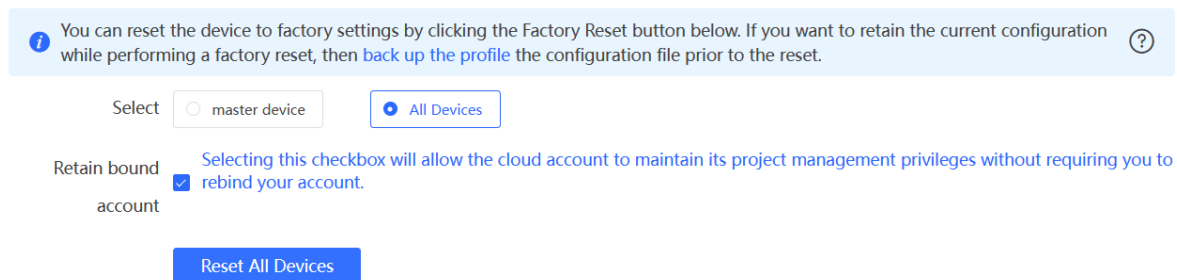 You can reset the device to factory settings by clicking the Factory Reset button below. If you want to retain the current configuration
while performing a factory reset, then back up the profile the configuration file prior to the reset.
Select
master device
All Devices
Retain bound
account
Selecting this checkbox will allow the cloud account to maintain its project management privileges without requiring you to
rebind your account.
Reset All Devices